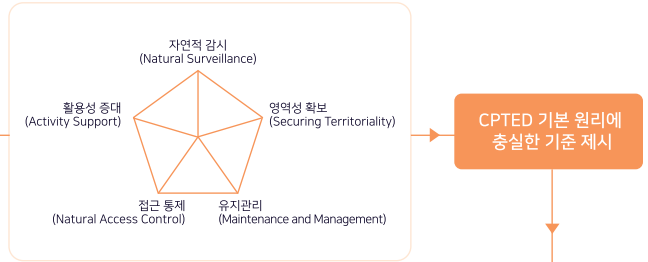 자연적 감시
(Natural Surveillance)
활용성 증대
(Activity Support)
영역성 확보
(Securing Territoriality)
접근 통제
(Natural Access Control)
유지관리
(Maintenance and Management)
CPTED 기본 원리에
충실한 기준 제시